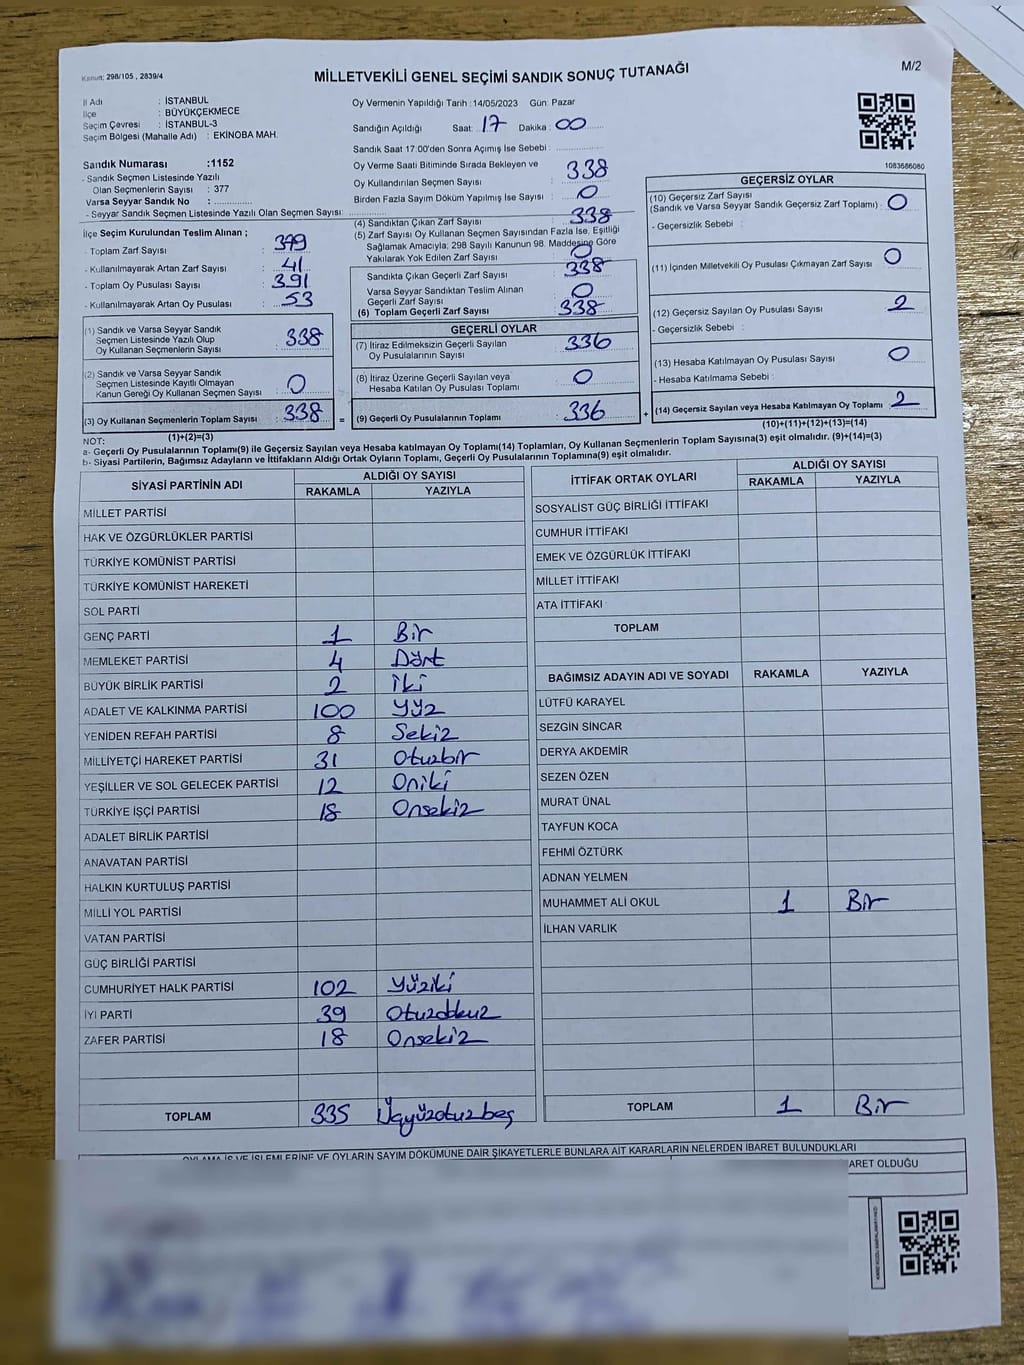 Kanun: 298/105 , 2839/4
MİLLETVEKİLİ GENEL SEÇİMİ SANDIK SONUÇ TUTANAĞI
M/2
İl Adı : İSTANBUL
İlçe : BÜYÜKÇEKMECE
Seçim Çevresi : İSTANBUL-3
Seçim Bölgesi (Mahalle Adı) : EKİNOBA MAH.
Sandık Numarası :1152
- Sandık Seçmen Listesinde Yazılı
Olan Seçmenlerin Sayısı : 377
Varsa Seyyar Sandık No :
- Seyyar Sandık Seçmen Listesinde Yazılı Olan Seçmen Sayısı:
İlçe Seçim Kurulundan Teslim Alınan ;
- Toplam Zarf Sayısı : 379
- Kullanılmayarak Artan Zarf Sayısı : 41
- Toplam Oy Pusulası Sayısı : 391
- Kullanılmayarak Artan Oy Pusulası : 53
(1) Sandık ve Varsa Seyyar Sandık
Seçmen Listesinde Yazılı Olup
Oy Kullanan Seçmenlerin Sayısı : 338
(2) Sandık ve Varsa Seyyar Sandık
Seçmen Listesinde Kayıtlı Olmayan
Kanun Gereği Oy Kullanan Seçmen Sayısı : 0
(3) Oy Kullanan Seçmenlerin Toplam Sayısı : 338 =
(1)+(2)=(3)
Oy Vermenin Yapıldığı Tarih :14/05/2023 Gün: Pazar
Sandığın Açıldığı Saat: 17 Dakika : 00
Sandık Saat 17:00'den Sonra Açımış İse Sebebi :
Oy Verme Saati Bitiminde Sırada Bekleyen ve
Oy Kullandırılan Seçmen Sayısı : 338
Birden Fazla Sayım Döküm Yapılmış İse Sayısı : 0
(4) Sandıktan Çıkan Zarf Sayısı : 338
(5) Zarf Sayısı Oy Kullanan Seçmen Sayısından Fazla İse, Eşitliği
Sağlamak Amacıyla; 298 Sayılı Kanunun 98. Maddesine Göre
Yakılarak Yok Edilen Zarf Sayısı : 0
Sandıkta Çıkan Geçerli Zarf Sayısı : 338
Varsa Seyyar Sandıktan Teslim Alınan
Geçerli Zarf Sayısı : 0
(6) Toplam Geçerli Zarf Sayısı : 338
GEÇERLİ OYLAR
(7) İtiraz Edilmeksizin Geçerli Sayılan
Oy Pusulalarının Sayısı : 336
(8) İtiraz Üzerine Geçerli Sayılan veya
Hesaba Katılan Oy Pusulası Toplamı : 0
(9) Geçerli Oy Pusulalarının Toplamı : 336 +
1083686080
GEÇERSİZ OYLAR
(10) Geçersiz Zarf Sayısı
(Sandık ve Varsa Seyyar Sandık Geçersiz Zarf Toplamı) : 0
- Geçersizlik Sebebi :
(11) İçinden Milletvekili Oy Pusulası Çıkmayan Zarf Sayısı : 0
(12) Geçersiz Sayılan Oy Pusulası Sayısı : 2
- Geçersizlik Sebebi :
(13) Hesaba Katılmayan Oy Pusulası Sayısı : 0
- Hesaba Katılmama Sebebi :
(14) Geçersiz Sayılan veya Hesaba Katılmayan Oy Toplamı : 2
(10)+(11)+(12)+(13)=(14)
NOT:
a- Geçerli Oy Pusulalarının Toplamı(9) ile Geçersiz Sayılan veya Hesaba katılmayan Oy Toplamı(14) Toplamları, Oy Kullanan Seçmenlerin Toplam Sayısına(3) eşit olmalıdır. (9)+(14)=(3)
b- Siyasi Partilerin, Bağımsız Adayların ve İttifakların Aldığı Ortak Oyların Toplamı, Geçerli Oy Pusulalarının Toplamına(9) eşit olmalıdır.
SİYASİ PARTİNİN ADI ALDIĞI OY SAYISI
RAKAMLA YAZIYLA
MİLLET PARTİSİ
HAK VE ÖZGÜRLÜKLER PARTİSİ
TÜRKİYE KOMÜNİST PARTİSİ
TÜRKİYE KOMÜNİST HAREKETİ
SOL PARTİ
GENÇ PARTİ 1 Bir
MEMLEKET PARTİSİ 4 Dört
BÜYÜK BİRLİK PARTİSİ 2 İki
ADALET VE KALKINMA PARTİSİ 100 Yüz
YENİDEN REFAH PARTİSİ 8 Sekiz
MİLLİYETÇİ HAREKET PARTİSİ 31 Otuzbir
YEŞİLLER VE SOL GELECEK PARTİSİ 12 Oniki
TÜRKİYE İŞÇİ PARTİSİ 18 Onsekiz
ADALET BİRLİK PARTİSİ
ANAVATAN PARTİSİ
HALKIN KURTULUŞ PARTİSİ
MİLLİ YOL PARTİSİ
VATAN PARTİSİ
GÜÇ BİRLİĞİ PARTİSİ
CUMHURİYET HALK PARTİSİ 102 Yüziki
İYİ PARTİ 39 Otuzdokuz
ZAFER PARTİSİ 18 Onsekiz
TOPLAM 335 Üçyüzotuzbeş
İTTİFAK ORTAK OYLARI ALDIĞI OY SAYISI
RAKAMLA YAZIYLA
SOSYALİST GÜÇ BİRLİĞİ İTTİFAKI
CUMHUR İTTİFAKI
EMEK VE ÖZGÜRLÜK İTTİFAKI
MİLLET İTTİFAKI
ATA İTTİFAKI
TOPLAM
BAĞIMSIZ ADAYIN ADI VE SOYADI RAKAMLA YAZIYLA
LÜTFÜ KARAYEL
SEZGİN SİNCAR
DERYA AKDEMİR
SEZEN ÖZEN
MURAT ÜNAL
TAYFUN KOCA
FEHMİ ÖZTÜRK
ADNAN YELMEN
MUHAMMET ALİ OKUL 1 Bir
İLHAN VARLIK
TOPLAM 1 Bir
OYLAMA İŞ VE İŞLEMLERİNE VE OYLARIN SAYIM DÖKÜMÜNE DAİR ŞİKAYETLERLE BUNLARA AİT KARARLARIN NELERDEN İBARET BULUNDUKLARI
ARET OLDUĞU